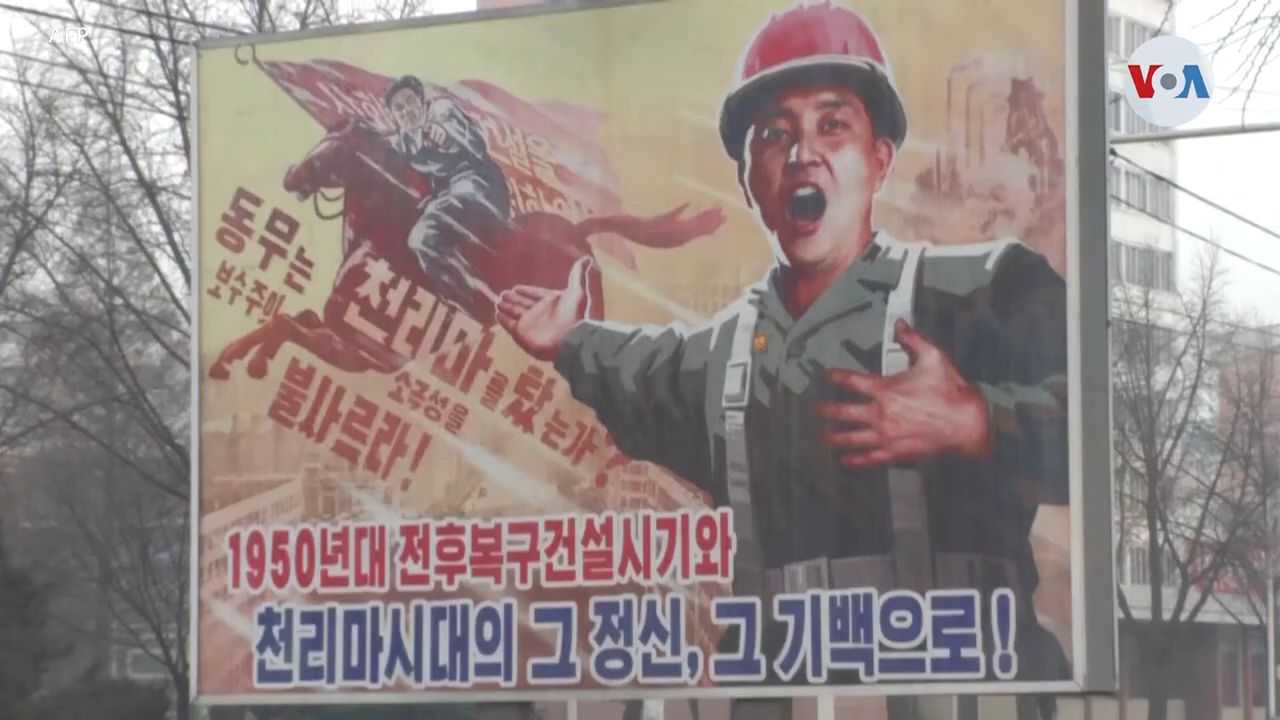 AFP
VOA
동무는
천리마를 탔는가?
보수주의
소극성을
불사르라!
1950년대 전후복구건설시기와
천리마시대의 그 정신, 그 기백으로!